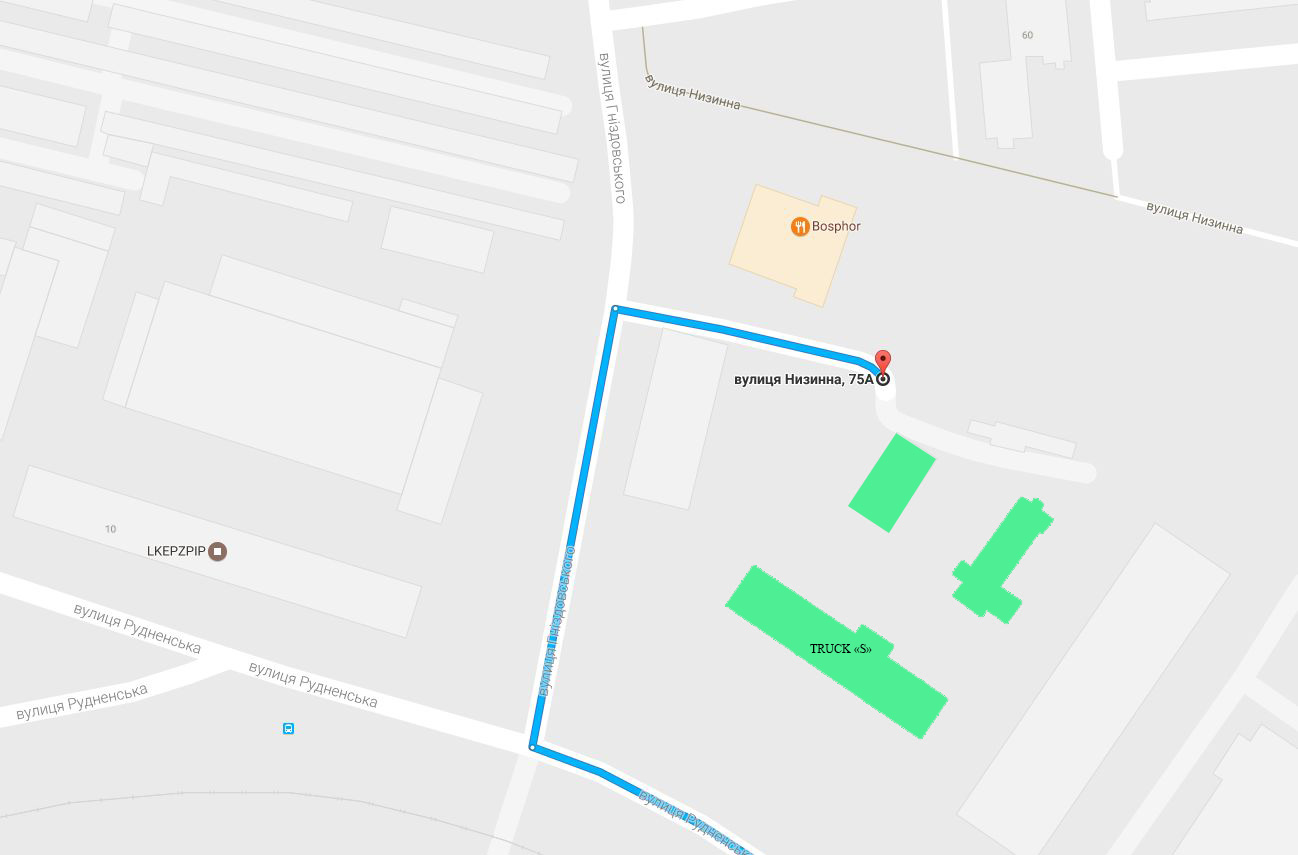 60
вулиця Гніздовського
вулиця Низинна
вулиця Низинна
Bosphor
вулиця Низинна, 75А
10
LKEPZPIP
вулиця Гніздовського
вулиця Рудненська
TRUCK «S»
вулиця Рудненська
вулиця Рудненська
вулиця Рудненська